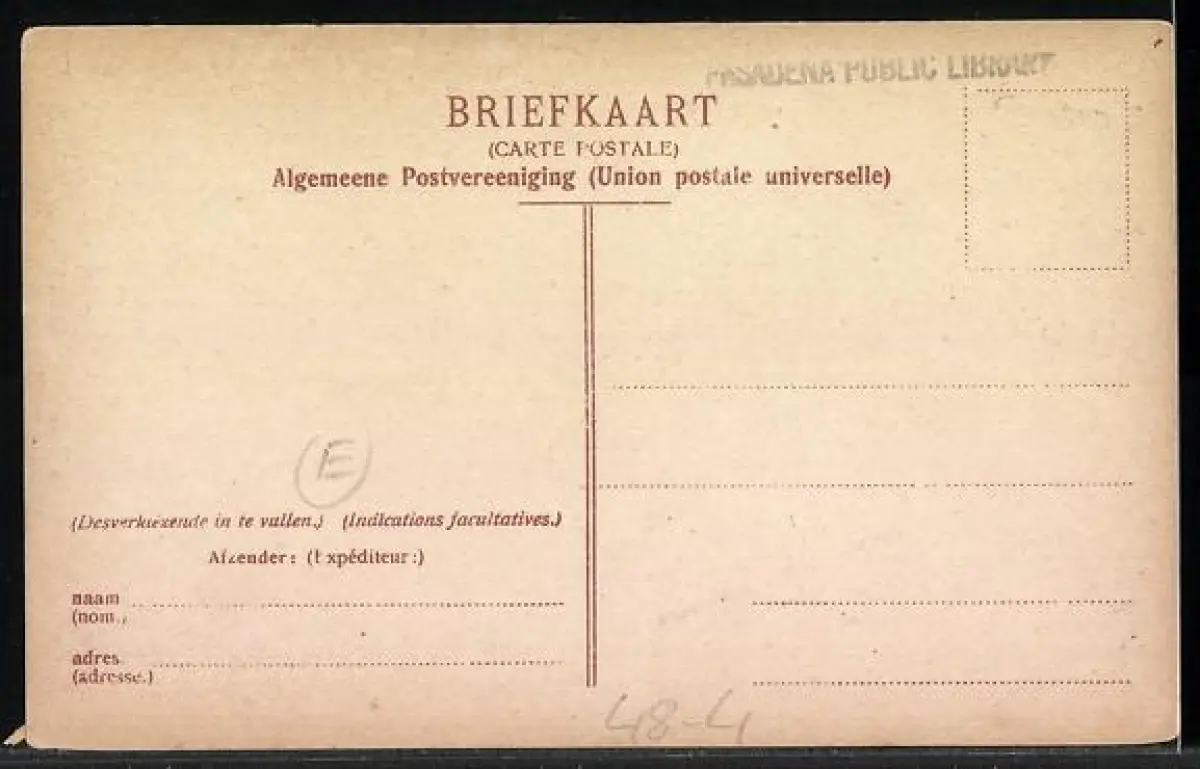 PASADENA PUBLIC LIBRARY
BRIEFKAART
(CARTE POSTALE)
Algemeene Postvereeniging (Union postale universelle)
E
(Desverkiezende in te vullen.) (Indications facultatives.)
Afzender: (Expéditeur:)
naam
(nom.)
adres
(adresse.)
48-4